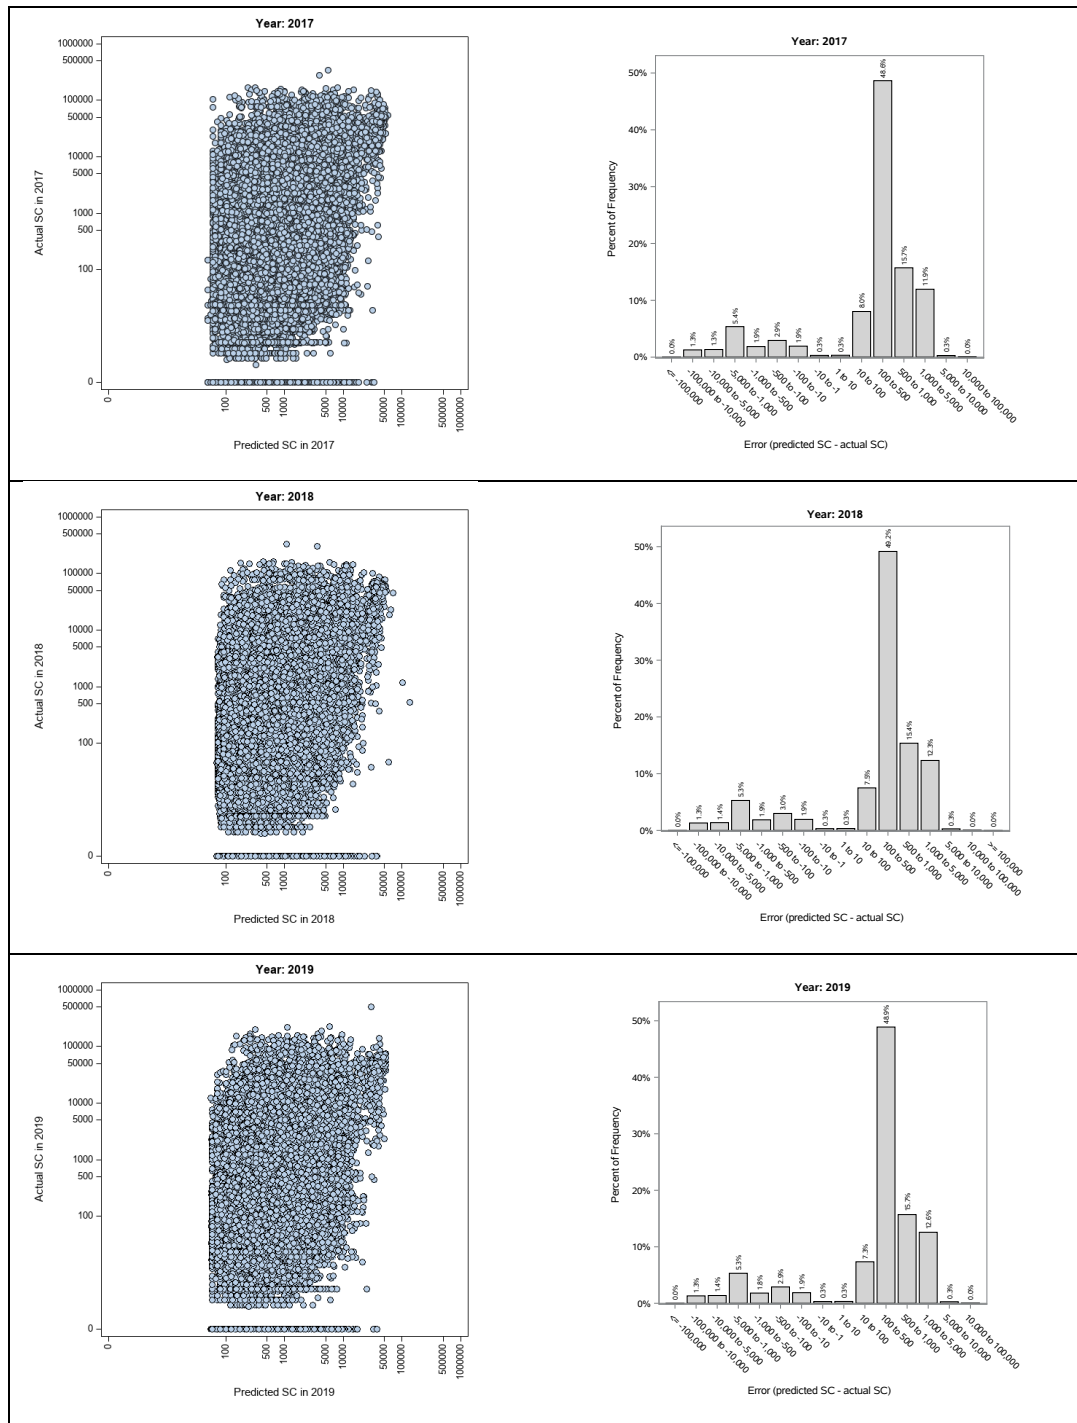 Year: 2017
1000000
500000
100000
50000
10000
5000
1000
500
100
0
Actual SC in 2017
0
100
500
1000
5000
10000
50000
100000
500000
1000000
Predicted SC in 2017
Year: 2017
50%
40%
30%
20%
10%
0%
Percent of Frequency
0.0%
1.3%
1.3%
5.4%
1.9%
2.9%
1.9%
0.3%
0.3%
8.0%
48.6%
15.7%
11.9%
0.3%
0.0%
<= -100,000
-100,000 to -10,000
-10,000 to -5,000
-5,000 to -1,000
-1,000 to -500
-500 to -100
-100 to -10
-10 to -1
1 to 10
10 to 100
100 to 500
500 to 1,000
1,000 to 5,000
5,000 to 10,000
10,000 to 100,000
Error (predicted SC - actual SC)
Year: 2018
1000000
500000
100000
50000
10000
5000
1000
500
100
0
Actual SC in 2018
0
100
500
1000
5000
10000
50000
100000
500000
1000000
Predicted SC in 2018
Year: 2018
50%
40%
30%
20%
10%
0%
Percent of Frequency
0.0%
1.3%
1.4%
5.3%
1.9%
3.0%
1.9%
0.3%
0.3%
7.5%
49.2%
15.4%
12.3%
0.3%
0.0%
0.0%
<= -100,000
-100,000 to -10,000
-10,000 to -5,000
-5,000 to -1,000
-1,000 to -500
-500 to -100
-100 to -10
-10 to -1
1 to 10
10 to 100
100 to 500
500 to 1,000
1,000 to 5,000
5,000 to 10,000
10,000 to 100,000
>= 100,000
Error (predicted SC - actual SC)
Year: 2019
1000000
500000
100000
50000
10000
5000
1000
500
100
0
Actual SC in 2019
0
100
500
1000
5000
10000
50000
100000
500000
1000000
Predicted SC in 2019
Year: 2019
50%
40%
30%
20%
10%
0%
Percent of Frequency
0.0%
1.3%
1.4%
5.3%
1.8%
2.9%
1.9%
0.3%
0.3%
7.3%
48.9%
15.7%
12.6%
0.3%
0.0%
<= -100,000
-100,000 to -10,000
-10,000 to -5,000
-5,000 to -1,000
-1,000 to -500
-500 to -100
-100 to -10
-10 to -1
1 to 10
10 to 100
100 to 500
500 to 1,000
1,000 to 5,000
5,000 to 10,000
10,000 to 100,000
Error (predicted SC - actual SC)